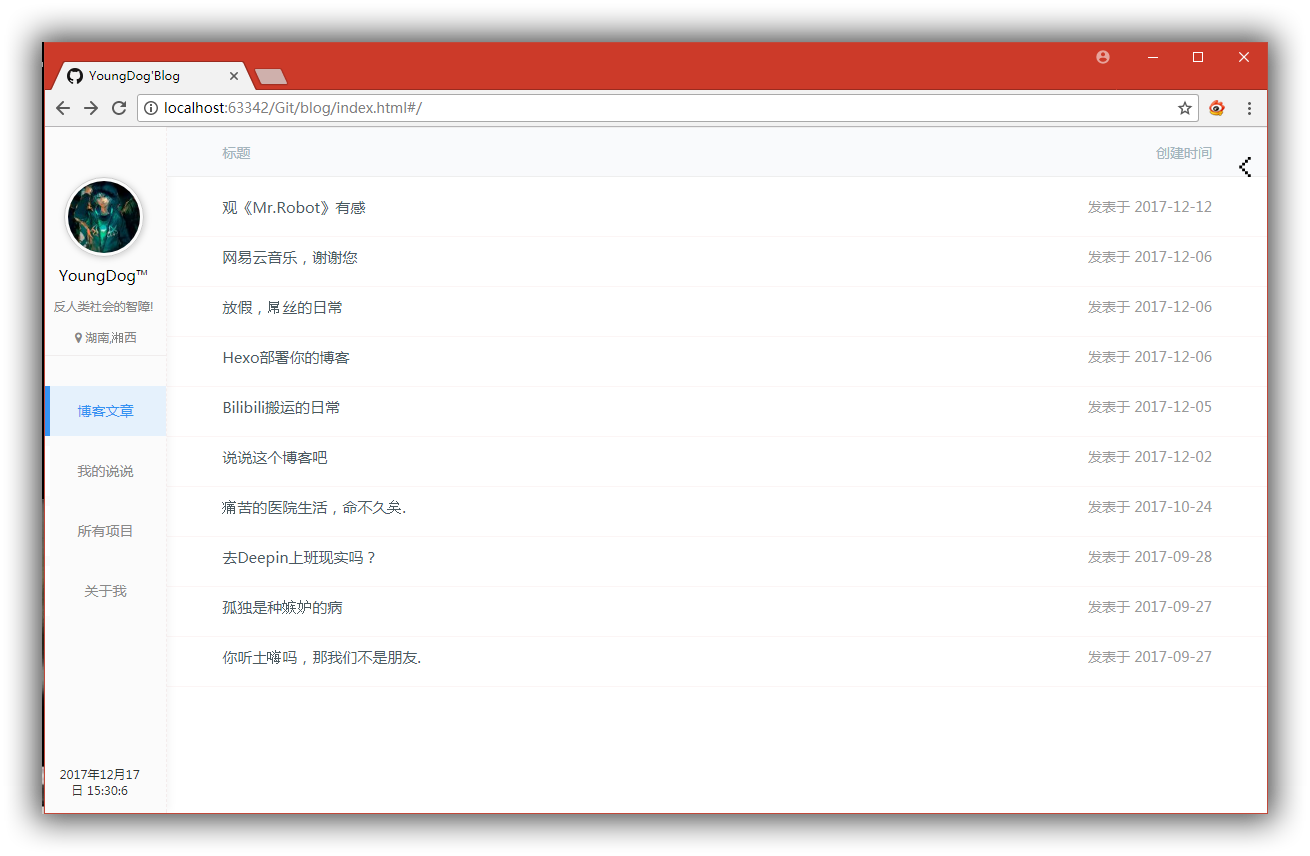 YoungDog'Blog
localhost:63342/Git/blog/index.html#/
标题 创建时间
YoungDog™
反人类社会的智障!
湖南,湘西
博客文章
我的说说
所有项目
关于我
2017年12月17
日 15:30:6
观《Mr.Robot》有感 发表于 2017-12-12
网易云音乐，谢谢您 发表于 2017-12-06
放假，屌丝的日常 发表于 2017-12-06
Hexo部署你的博客 发表于 2017-12-06
Bilibili搬运的日常 发表于 2017-12-05
说说这个博客吧 发表于 2017-12-02
痛苦的医院生活，命不久矣. 发表于 2017-10-24
去Deepin上班现实吗？ 发表于 2017-09-28
孤独是种嫉妒的病 发表于 2017-09-27
你听土嗨吗，那我们不是朋友. 发表于 2017-09-27